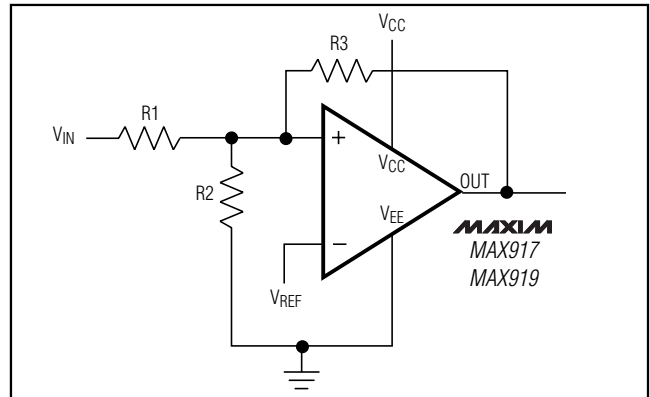 VCC
R3
R1
VIN
+
VCC
R2
OUT
VEE
MAXIM
MAX917
–
MAX919
VREF